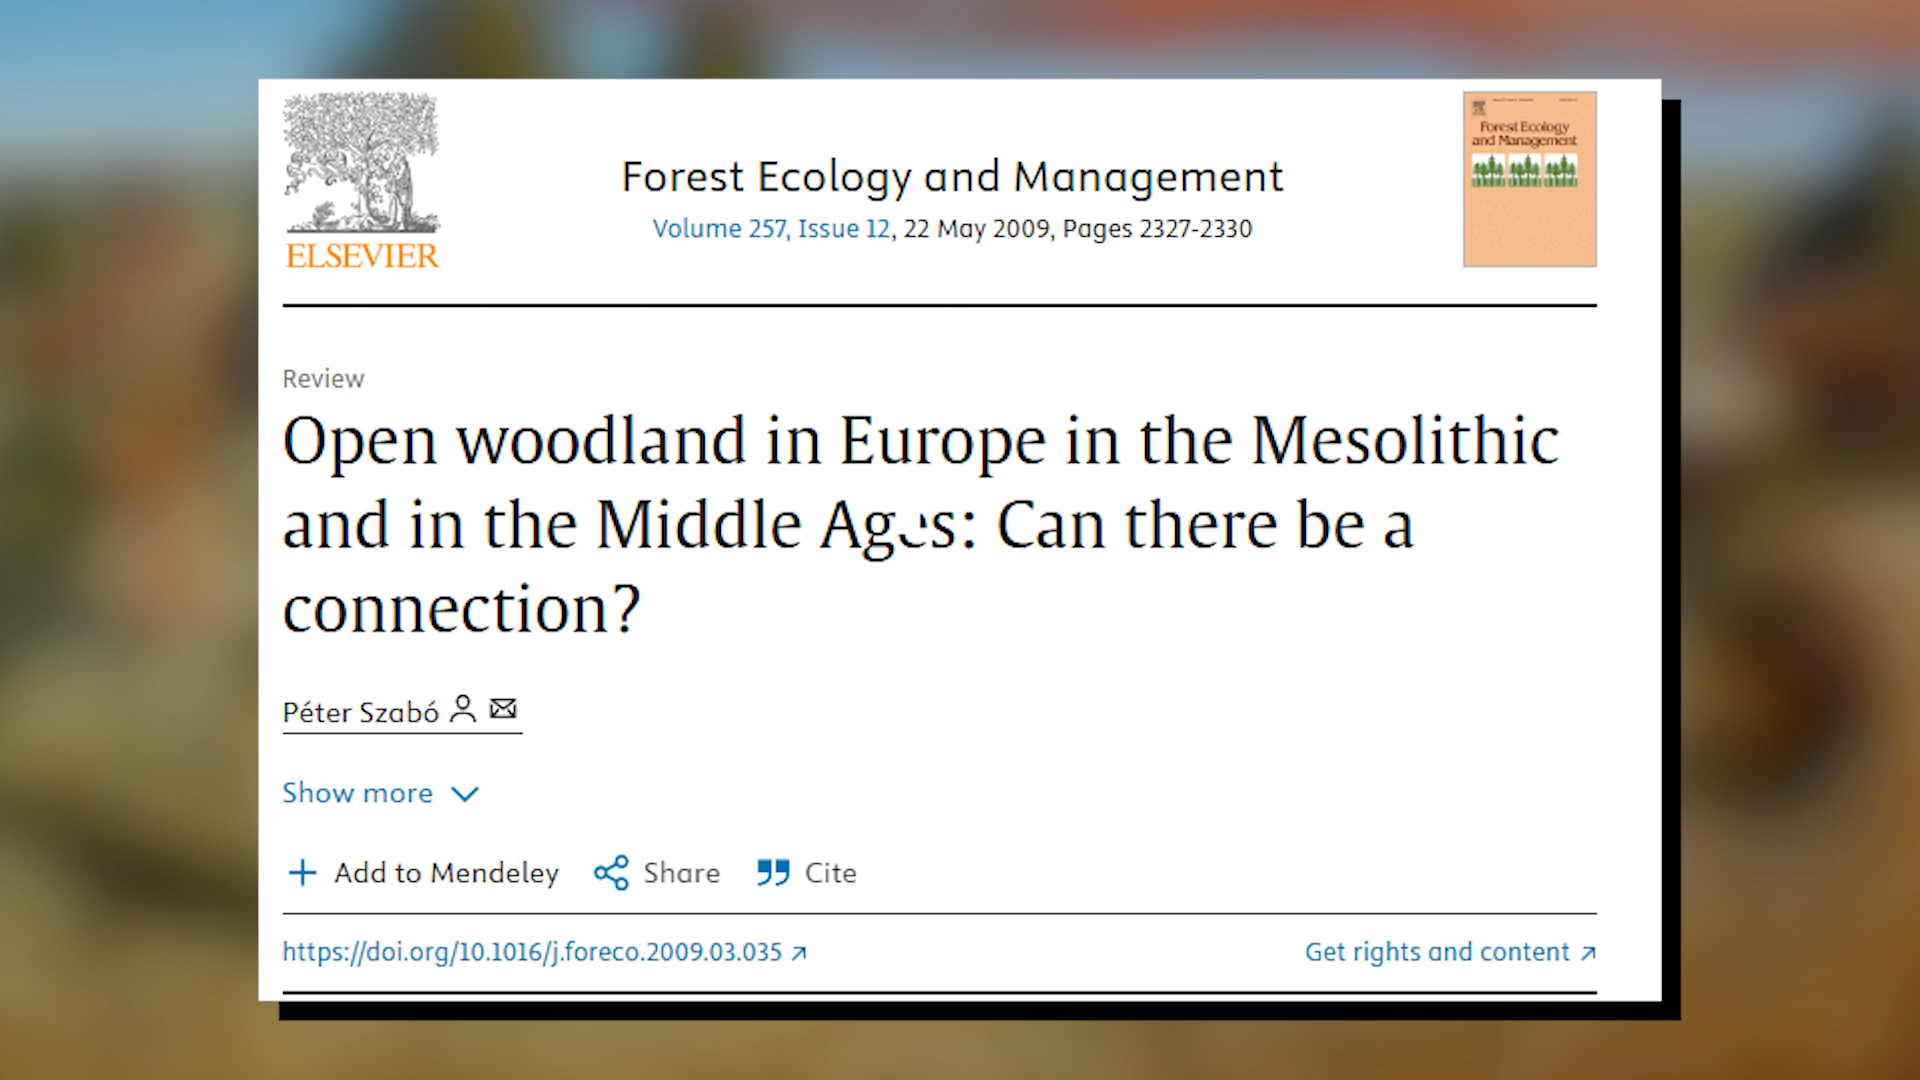 ELSEVIER
Forest Ecology and Management
Volume 257, Issue 12, 22 May 2009, Pages 2327-2330
Forest Ecology
and Management
Review
Open woodland in Europe in the Mesolithic
and in the Middle Ages: Can there be a
connection?
Péter Szabó
Show more
Add to Mendeley
Share
Cite
https://doi.org/10.1016/j.foreco.2009.03.035
Get rights and content